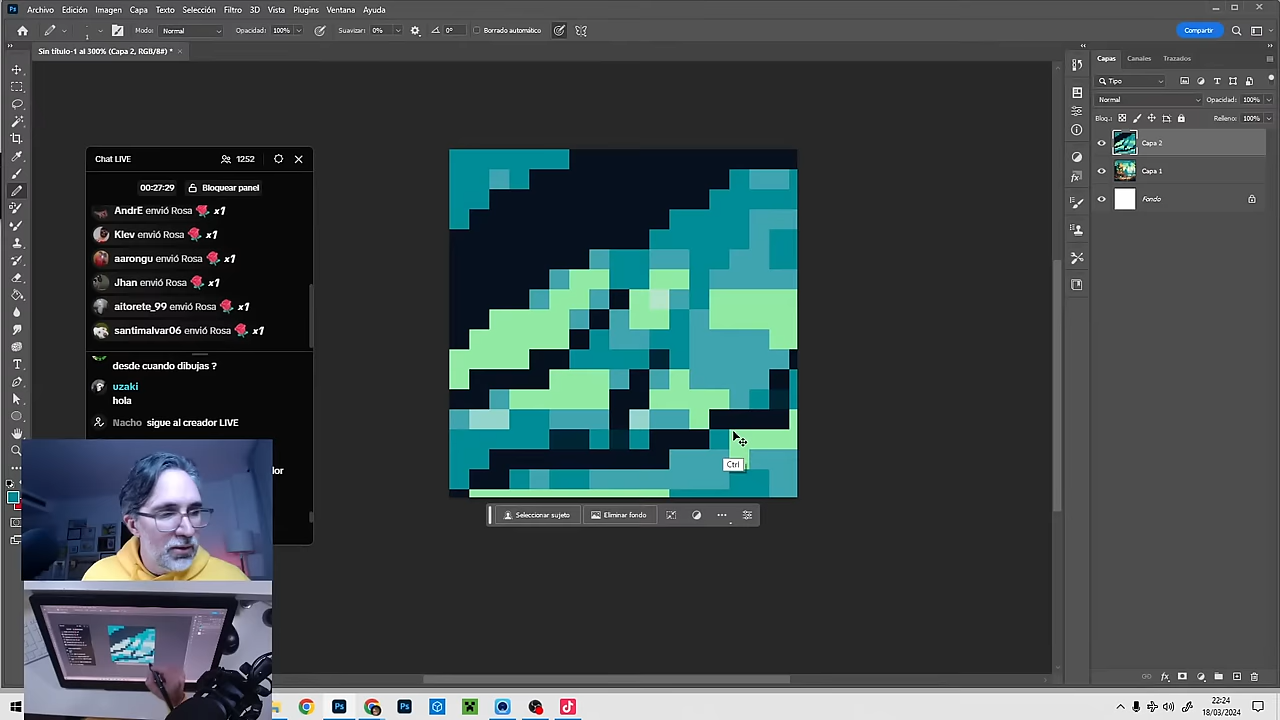 Archivo Edición Imagen Capa Texto Selección Filtro 3D Vista Plugins Ventana Ayuda
1 Modo: Normal Opacidad: 100% Suavizar: 0% 0° Borrado automático Compartir
Sin título-1 al 300% (Capa 2, RGB/8#) * ×
Capas Canales Trazados
Tipo
Normal Opacidad: 100%
Bloq.: Relleno: 100%
Capa 2
Capa 1
Fondo
Chat LIVE 1252
00:27:29 Bloquear panel
AndrE envió Rosa x1
Klev envió Rosa x1
aarongu envió Rosa x1
Jhan envió Rosa x1
aitorete_99 envió Rosa x1
santimalvar06 envió Rosa x1
desde cuando dibujas ?
uzaki
hola
Nacho sigue al creador LIVE
dor
Ctrl
Seleccionar sujeto Eliminar fondo
22:24
18/03/2024